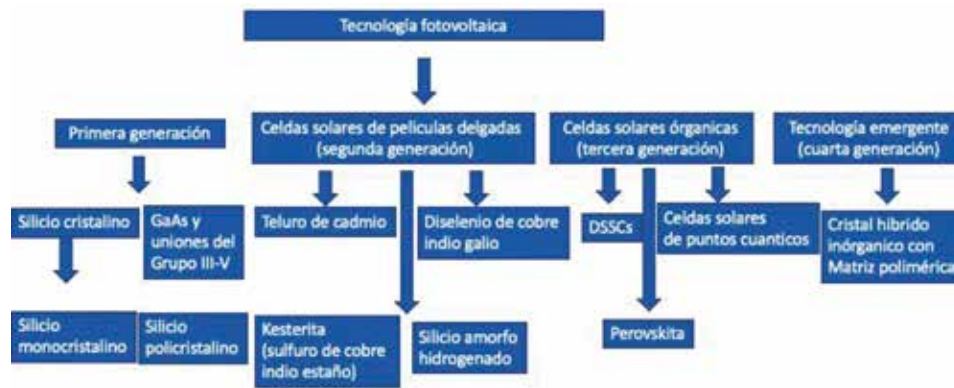 Tecnología fotovoltaica
Primera generación
Celdas solares de peliculas delgadas
(segunda generación)
Celdas solares órganicas
(tercera generación)
Tecnología emergente
(cuarta generación)
Silicio cristalino
GaAs y
uniones del
Grupo III-V
Teluro de cadmio
Diselenio de cobre
indio galio
DSSCs
Celdas solares
de puntos cuanticos
Cristal hibrido
inórganico con
Matriz polimérica
Silicio
monocristalino
Silicio
policristalino
Kesterita
(sulfuro de cobre
indio estaño)
Silicio amorfo
hidrogenado
Perovskita